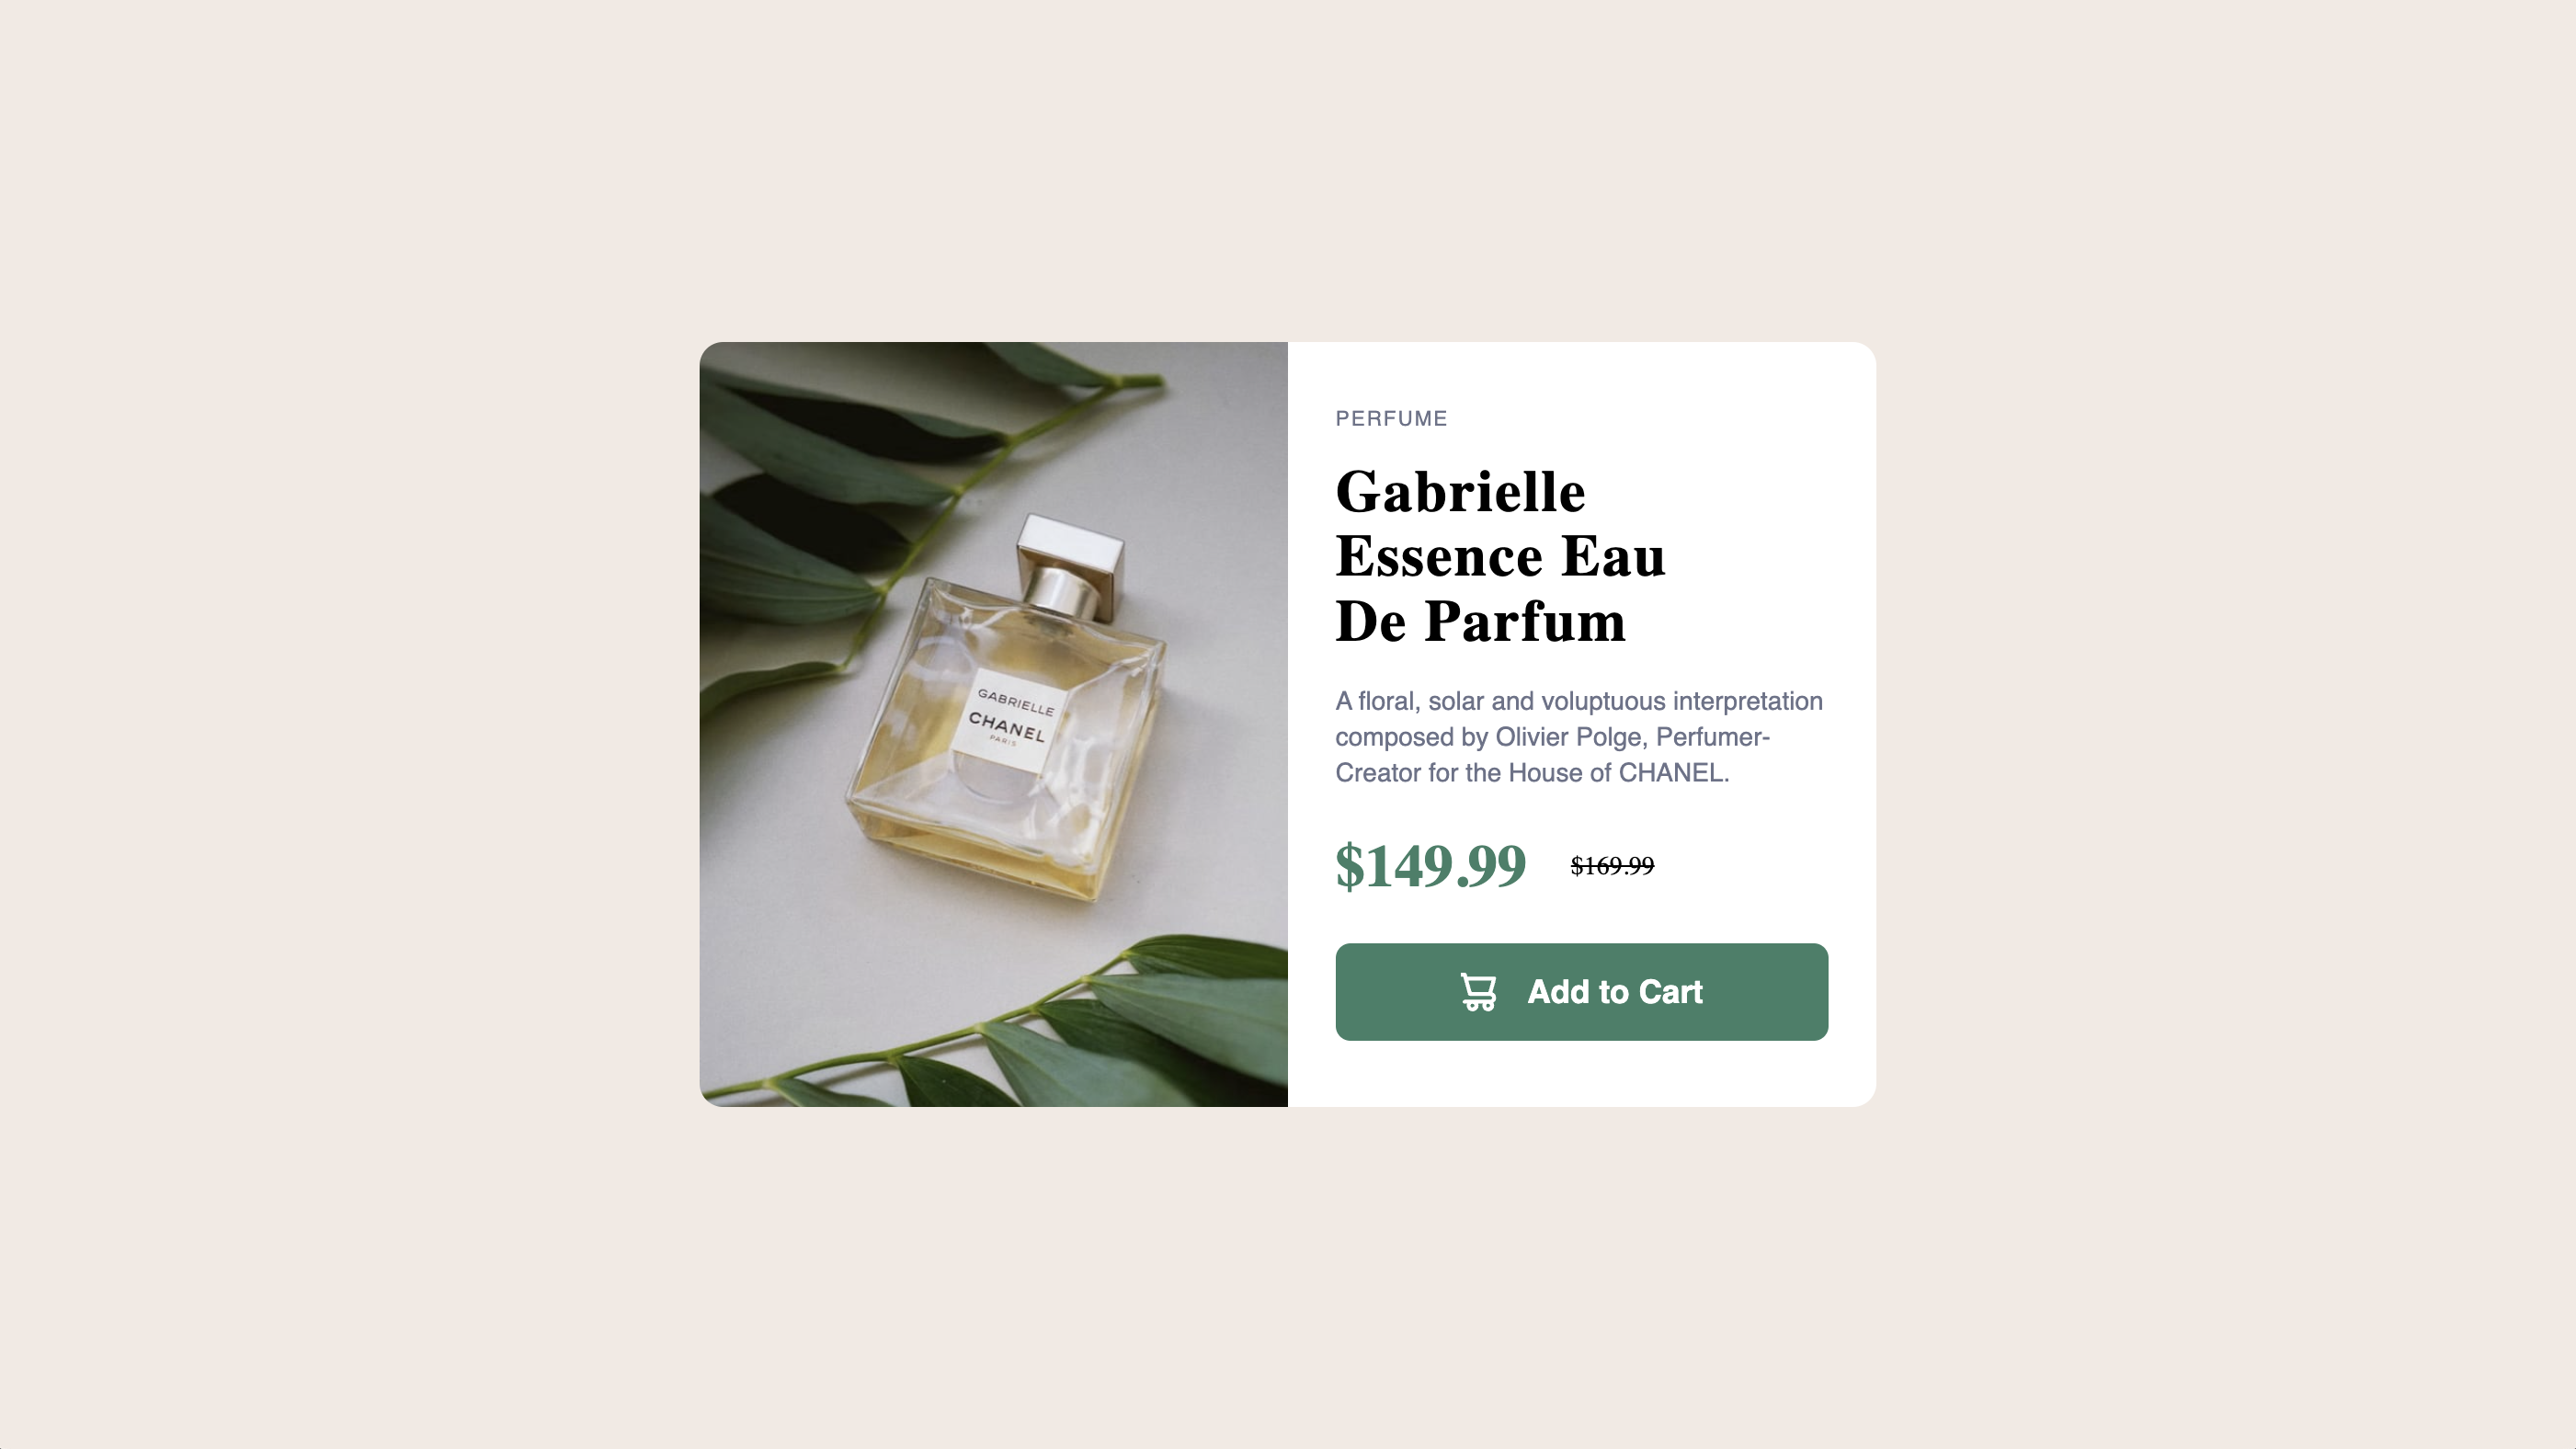 GABRIELLE
CHANEL
PARIS
PERFUME
Gabrielle
Essence Eau
De Parfum
A floral, solar and voluptuous interpretation
composed by Olivier Polge, Perfumer-
Creator for the House of CHANEL.
$149.99 $169.99
Add to Cart